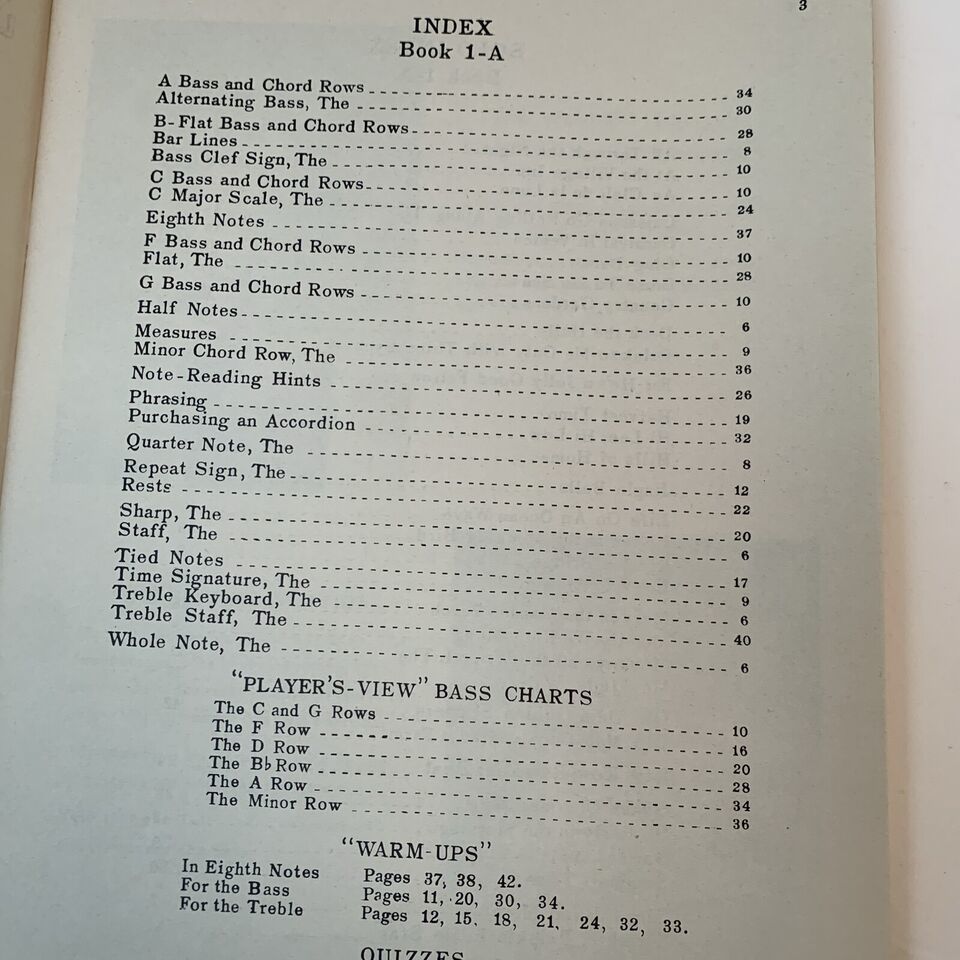 3
INDEX
Book 1-A
A Bass and Chord Rows 34
Alternating Bass, The 30
B-Flat Bass and Chord Rows 28
Bar Lines 8
Bass Clef Sign, The 10
C Bass and Chord Rows 10
C Major Scale, The 24
Eighth Notes 37
F Bass and Chord Rows 10
Flat, The 28
G Bass and Chord Rows 10
Half Notes 6
Measures 9
Minor Chord Row, The 36
Note-Reading Hints 26
Phrasing 19
Purchasing an Accordion 32
Quarter Note, The 8
Repeat Sign, The 12
Rests 22
Sharp, The 20
Staff, The 6
Tied Notes 17
Time Signature, The 9
Treble Keyboard, The 6
Treble Staff, The 40
Whole Note, The 6
"PLAYER'S-VIEW" BASS CHARTS
The C and G Rows 10
The F Row 16
The D Row 20
The B♭ Row 28
The A Row 34
The Minor Row 36
"WARM-UPS"
In Eighth Notes Pages 37, 38, 42.
For the Bass Pages 11, 20, 30, 34.
For the Treble Pages 12, 15, 18, 21, 24, 32, 33.
QUIZZES